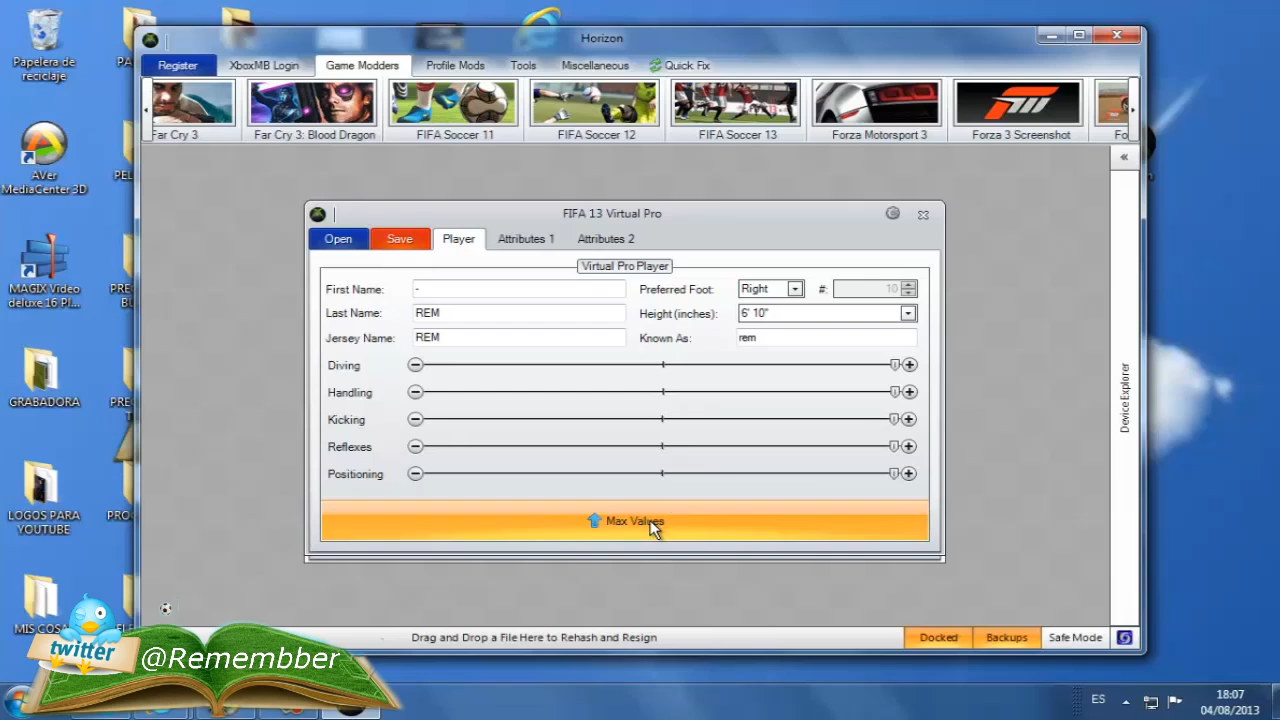 Papelera de
reciclaje
AVer
MediaCenter 3D
MAGIX Video
deluxe 16 Pl...
GRABADORA
LOGOS PARA
YOUTUBE
MIS COSA
Horizon
Register
XboxMB Login
Game Modders
Profile Mods
Tools
Miscellaneous
Quick Fix
Far Cry 3
Far Cry 3: Blood Dragon
FIFA Soccer 11
FIFA Soccer 12
FIFA Soccer 13
Forza Motorsport 3
Forza 3 Screenshot
Fo
FIFA 13 Virtual Pro
Open
Save
Player
Attributes 1
Attributes 2
Virtual Pro Player
First Name: -
Preferred Foot: Right #: 10
Last Name: REM
Height (inches): 6' 10"
Jersey Name: REM
Known As: rem
Diving
Handling
Kicking
Reflexes
Positioning
Max Values
Device Explorer
Drag and Drop a File Here to Rehash and Resign
Docked
Backups
Safe Mode
twitter
@Remembber
ES
18:07
04/08/2013